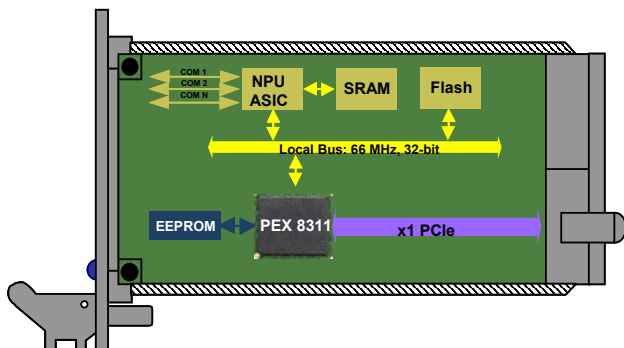 COM 1
COM 2
COM N
NPU
ASIC
SRAM
Flash
Local Bus: 66 MHz, 32-bit
EEPROM
PEX 8311
x1 PCIe